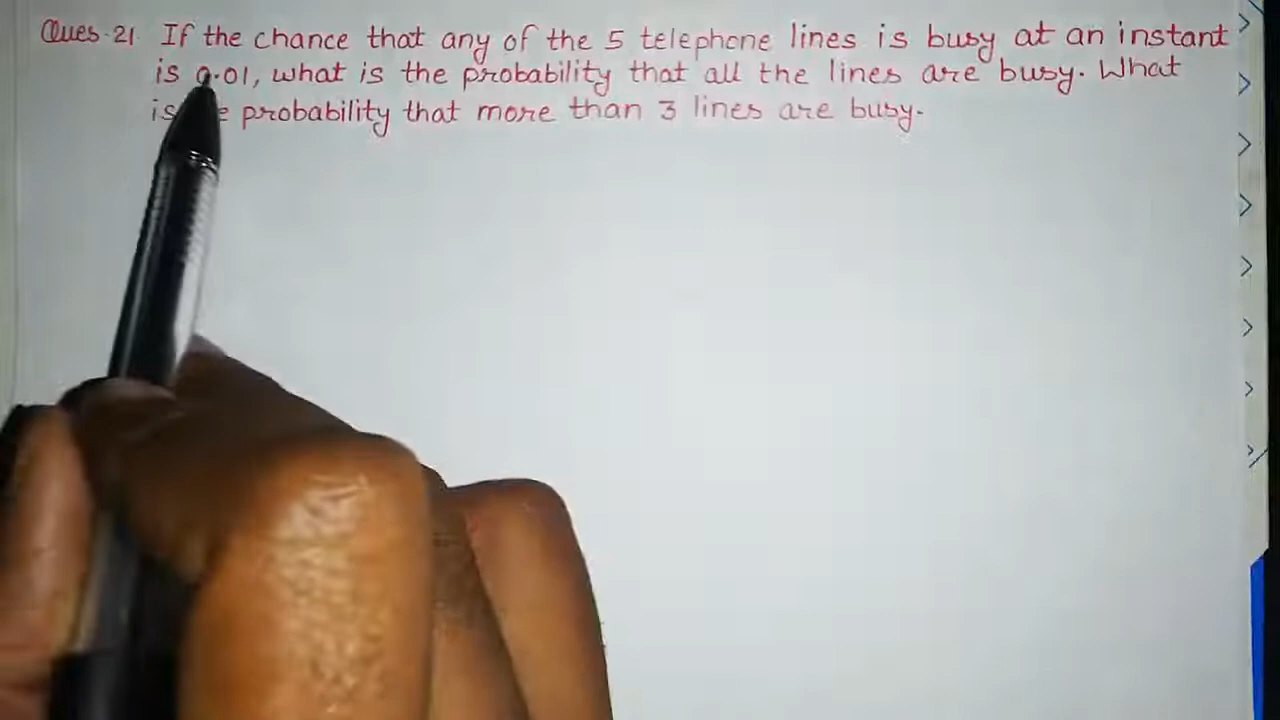 Ques-21 If the chance that any of the 5 telephone lines is busy at an instant
is 0.01, what is the probability that all the lines are busy. What
is probability that more than 3 lines are busy.